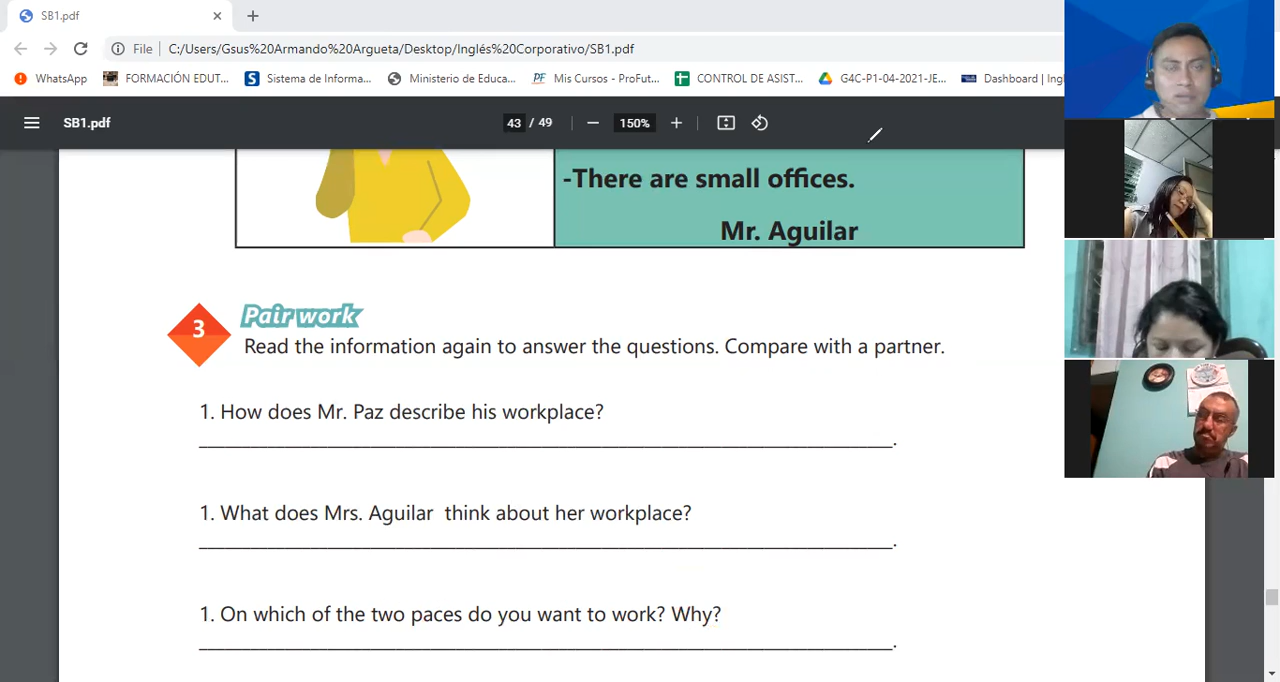 SB1.pdf
File C:/Users/Gsus%20Armando%20Argueta/Desktop/Inglés%20Corporativo/SB1.pdf
WhatsApp FORMACIÓN EDUT... Sistema de Informa... Ministerio de Educa... PF Mis Cursos - ProFut... CONTROL DE ASIST... G4C-P1-04-2021-JE... Dashboard | Ingl
SB1.pdf 43 / 49 150%
-There are small offices.
Mr. Aguilar
3 Pair work
Read the information again to answer the questions. Compare with a partner.
1. How does Mr. Paz describe his workplace?
1. What does Mrs. Aguilar think about her workplace?
1. On which of the two paces do you want to work? Why?